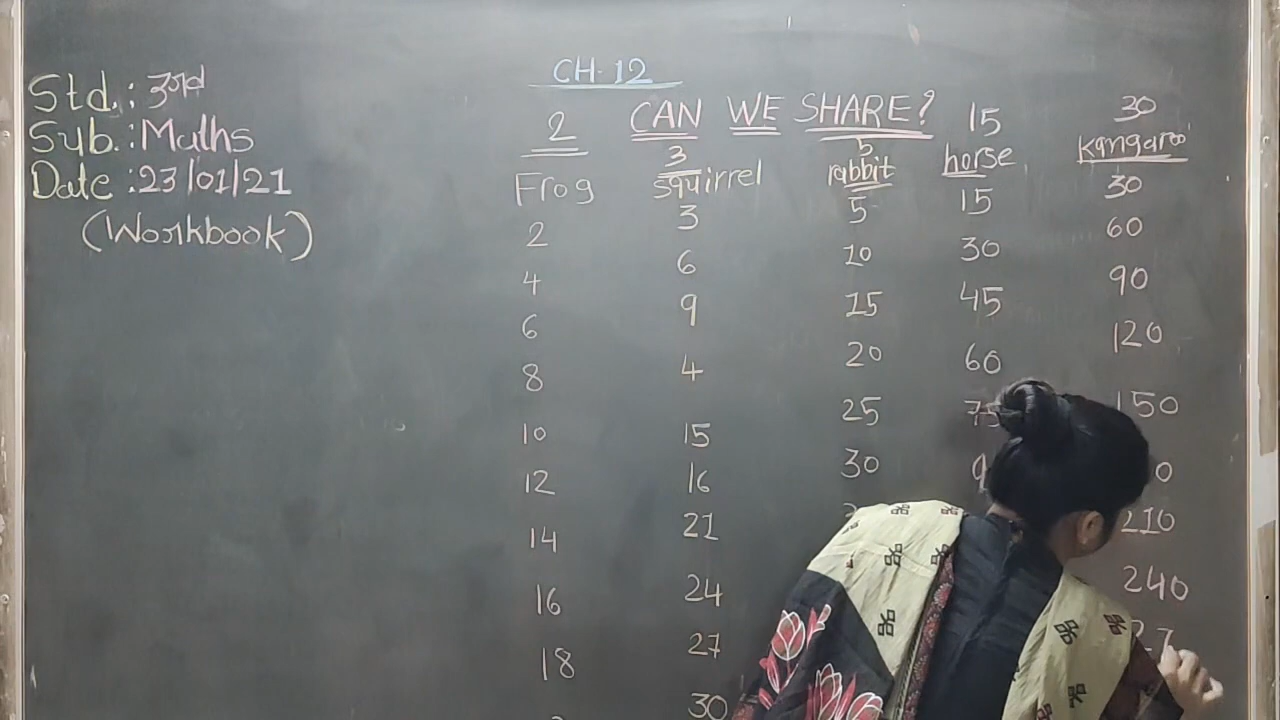 CH-12
Std.: 3rd
CAN WE SHARE?
Sub.: Maths
Date: 23/01/21
(Workbook)
2 3 5 15 30
Frog squirrel rabbit horse kangaroo
2 3 5 15 30
4 6 10 30 60
6 9 15 45 90
8 4 20 60 120
10 15 25 75 150
12 16 30
14 21 210
16 24 240
18 27
30